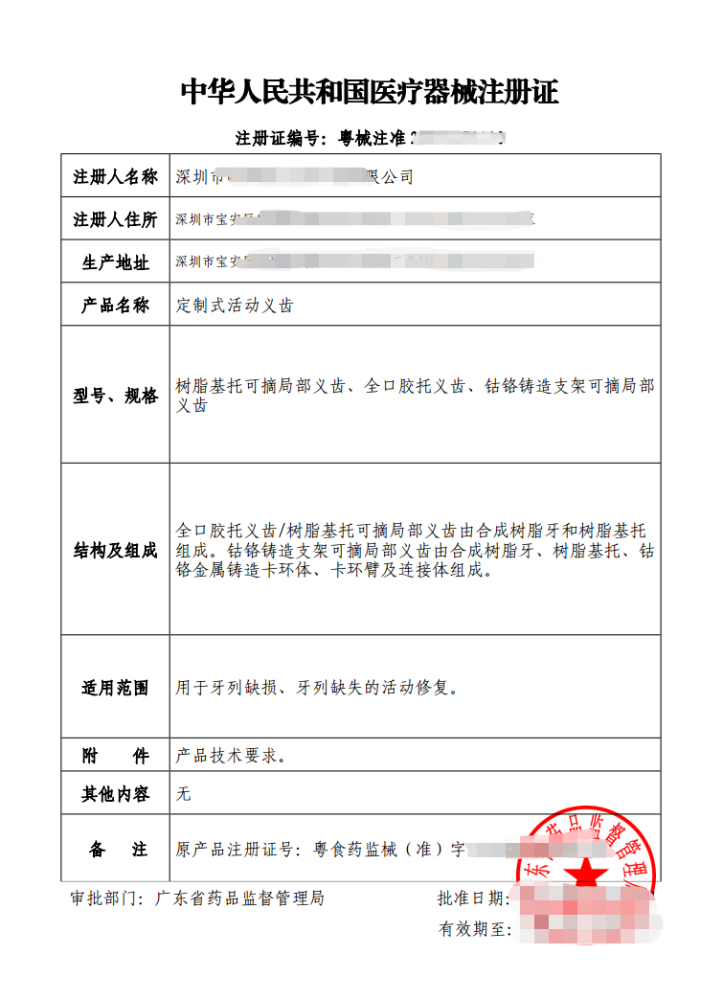 中华人民共和国医疗器械注册证
注册证编号：粤械注准2
注册人名称 深圳市 限公司
注册人住所 深圳市宝安区
生产地址 深圳市宝安
产品名称 定制式活动义齿
型号、规格 树脂基托可摘局部义齿、全口胶托义齿、钴铬铸造支架可摘局部
义齿
结构及组成 全口胶托义齿/树脂基托可摘局部义齿由合成树脂牙和树脂基托
组成。钴铬铸造支架可摘局部义齿由合成树脂牙、树脂基托、钴
铬金属铸造卡环体、卡环臂及连接体组成。
适用范围 用于牙列缺损、牙列缺失的活动修复。
附 件 产品技术要求。
其他内容 无
备 注 原产品注册证号：粤食药监械（准）字
东 药品监督管理
审批部门：广东省药品监督管理局 批准日期：
有效期至：